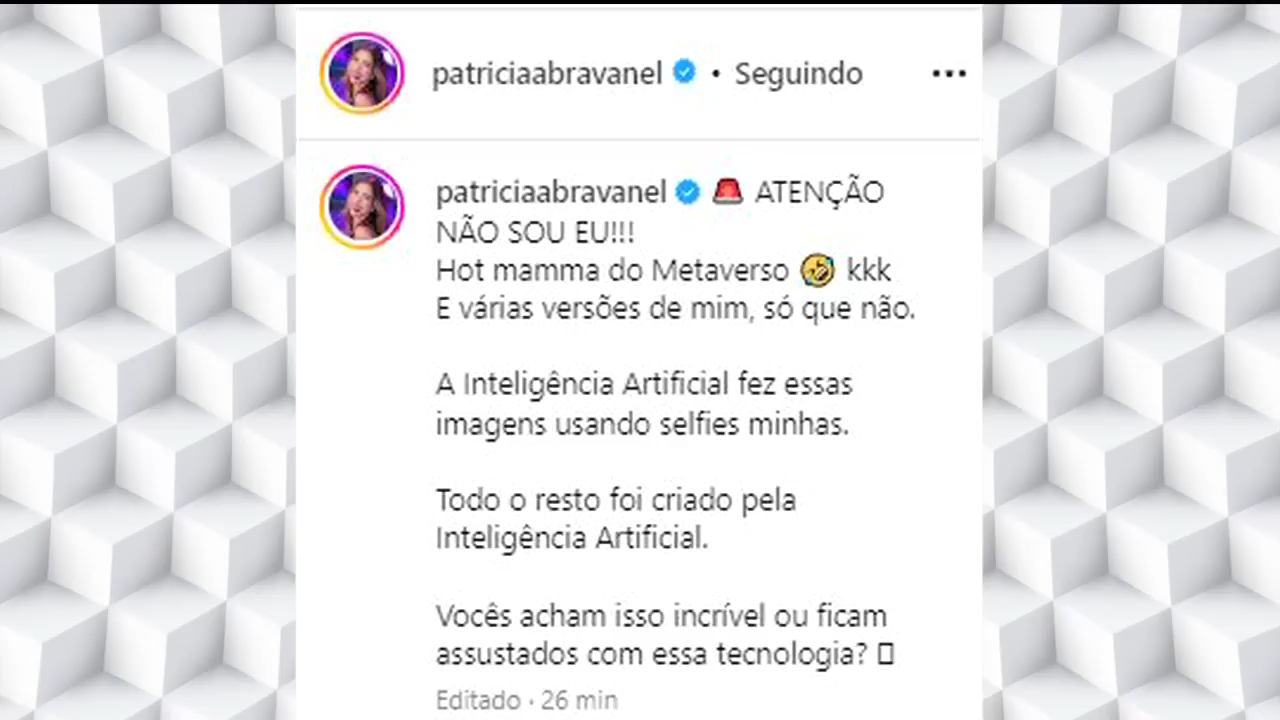 patriciaabravanel • Seguindo •••
patriciaabravanel 🚨 ATENÇÃO
NÃO SOU EU!!!
Hot mamma do Metaverso 🤣 kkk
E várias versões de mim, só que não.
A Inteligência Artificial fez essas
imagens usando selfies minhas.
Todo o resto foi criado pela
Inteligência Artificial.
Vocês acham isso incrível ou ficam
assustados com essa tecnologia? 
Editado · 26 min